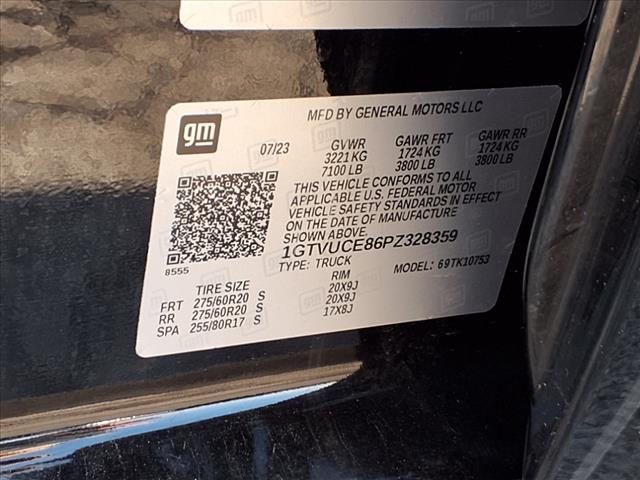 MFD BY GENERAL MOTORS LLC
gm
07/23
GVWR GAWR FRT GAWR RR
3221 KG 1724 KG 1724 KG
7100 LB 3800 LB 3800 LB
THIS VEHICLE CONFORMS TO ALL
APPLICABLE U.S. FEDERAL MOTOR
VEHICLE SAFETY STANDARDS IN EFFECT
ON THE DATE OF MANUFACTURE
SHOWN ABOVE.
8555
1GTVUCE86PZ328359
TYPE: TRUCK MODEL: 69TK10753
TIRE SIZE RIM
FRT 275/60R20 S 20X9J
RR 275/60R20 S 20X9J
SPA 255/80R17 S 17X8J